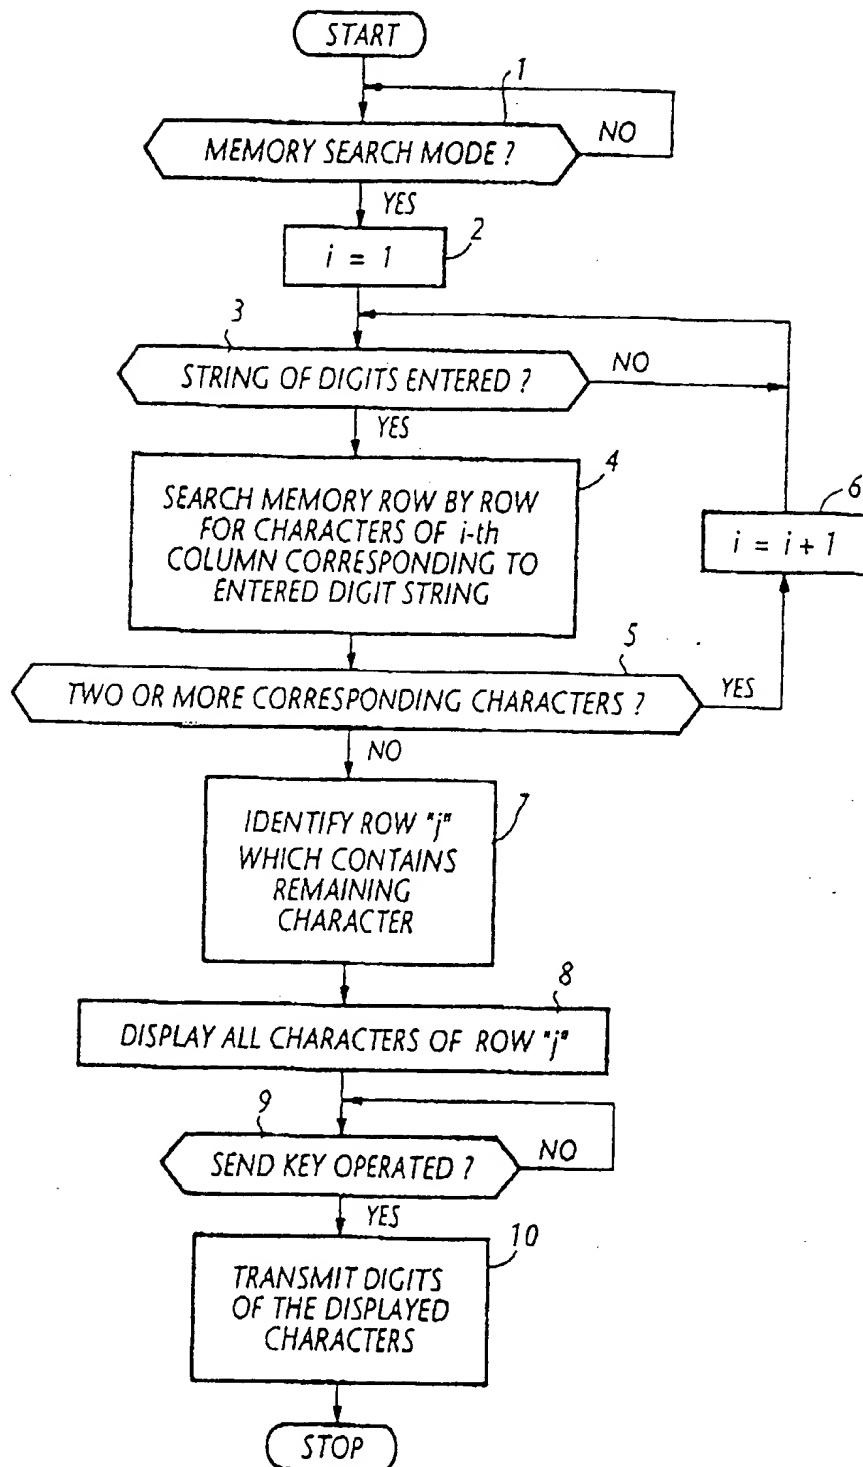 START
1
MEMORY SEARCH MODE ?
NO
YES
2
i = 1
3
STRING OF DIGITS ENTERED ?
NO
YES
4
SEARCH MEMORY ROW BY ROW
FOR CHARACTERS OF i-th
COLUMN CORRESPONDING TO
ENTERED DIGIT STRING
6
i = i + 1
5
TWO OR MORE CORRESPONDING CHARACTERS ?
YES
NO
7
IDENTIFY ROW "j"
WHICH CONTAINS
REMAINING
CHARACTER
8
DISPLAY ALL CHARACTERS OF ROW "j"
9
SEND KEY OPERATED ?
NO
YES
10
TRANSMIT DIGITS
OF THE DISPLAYED
CHARACTERS
STOP